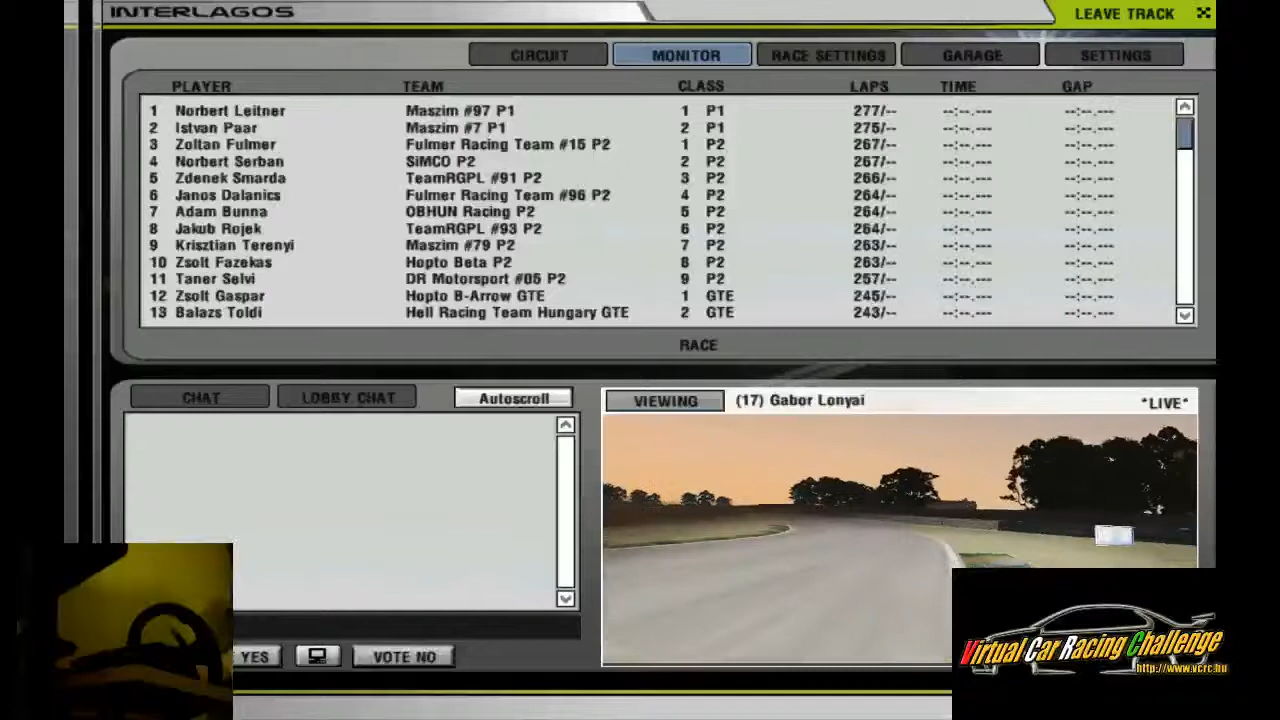 INTERLAGOS
LEAVE TRACK
CIRCUIT MONITOR RACE SETTINGS GARAGE SETTINGS
PLAYER TEAM CLASS LAPS TIME GAP
1 Norbert Leitner Maszim #97 P1 1 P1 277/-- --:--.--- --:--.---
2 Istvan Paar Maszim #7 P1 2 P1 275/-- --:--.--- --:--.---
3 Zoltan Fulmer Fulmer Racing Team #15 P2 1 P2 267/-- --:--.--- --:--.---
4 Norbert Serban SiMCO P2 2 P2 267/-- --:--.--- --:--.---
5 Zdenek Smarda TeamRGPL #91 P2 3 P2 266/-- --:--.--- --:--.---
6 Janos Dalanics Fulmer Racing Team #96 P2 4 P2 264/-- --:--.--- --:--.---
7 Adam Bunna OBHUN Racing P2 5 P2 264/-- --:--.--- --:--.---
8 Jakub Rojek TeamRGPL #93 P2 6 P2 264/-- --:--.--- --:--.---
9 Krisztian Terenyi Maszim #79 P2 7 P2 263/-- --:--.--- --:--.---
10 Zsolt Fazekas Hopto Beta P2 8 P2 263/-- --:--.--- --:--.---
11 Taner Selvi DR Motorsport #05 P2 9 P2 257/-- --:--.--- --:--.---
12 Zsolt Gaspar Hopto B-Arrow GTE 1 GTE 245/-- --:--.--- --:--.---
13 Balazs Toldi Hell Racing Team Hungary GTE 2 GTE 243/-- --:--.--- --:--.---
RACE
CHAT LOBBY CHAT Autoscroll
VIEWING (17) Gabor Lonyai *LIVE*
YES VOTE NO
Virtual Car Racing Challenge
http://www.vcrc.hu